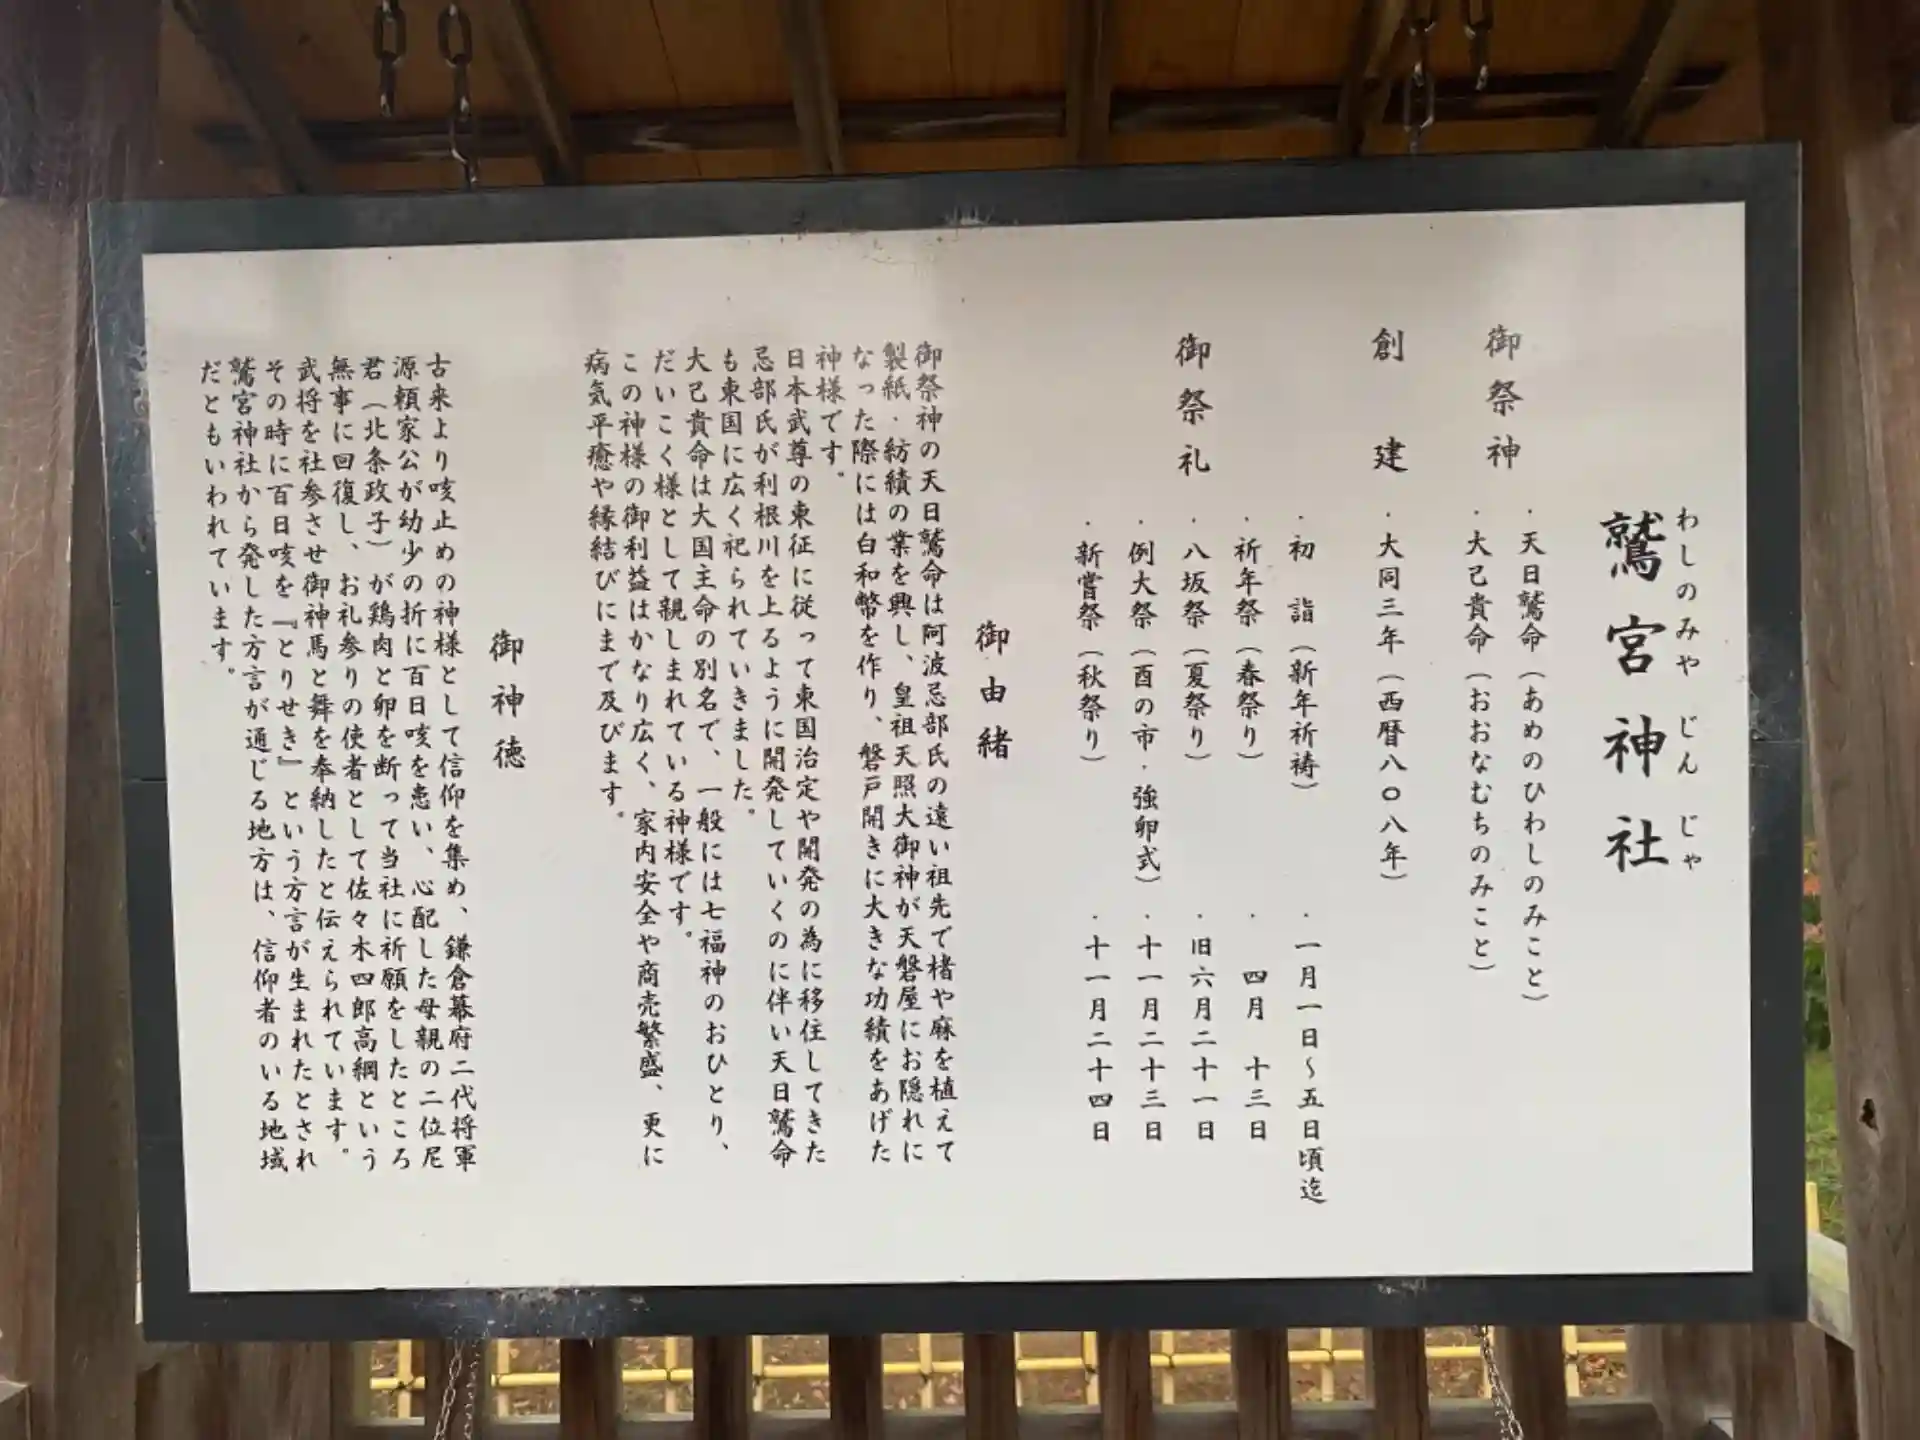 わしのみや じんじゃ
鷲宮神社
御祭神
・天日鷲命（あめのひわしのみこと）
・大己貴命（おおなむちのみこと）
創建
・大同三年（西暦八〇八年）
御祭礼
・初 詣（新年祈祷） ・一月一日～五日頃迄
・祈年祭（春祭り） ・ 四月 十三日
・八坂祭（夏祭り） ・旧六月二十一日
・例大祭（酉の市・強卵式） ・十一月二十三日
・新嘗祭（秋祭り） ・十一月二十四日
御由緒
御祭神の天日鷲命は阿波忌部氏の遠い祖先で楮や麻を植えて
製紙・紡績の業を興し、皇祖天照大御神が天磐屋にお隠れに
なった際には白和幣を作り、磐戸開きに大きな功績をあげた
神様です。
日本武尊の東征に従って東国治定や開発の為に移住してきた
忌部氏が利根川を上るように開発していくのに伴い天日鷲命
も東国に広く祀られていきました。
大己貴命は大国主命の別名で、一般には七福神のおひとり、
だいこく様として親しまれている神様です。
この神様の御利益はかなり広く、家内安全や商売繁盛、更に
病気平癒や縁結びにまで及びます。
御神徳
古来より咳止めの神様として信仰を集め、鎌倉幕府二代将軍
源頼家公が幼少の折に百日咳を患い、心配した母親の二位尼
君（北条政子）が鶏肉と卵を断って当社に祈願をしたところ
無事に回復し、お礼参りの使者として佐々木四郎高綱という
武将を社参させ御神馬と舞を奉納したと伝えられています。
その時に百日咳を『とりせき』という方言が生まれたとされ
鷲宮神社から発した方言が通じる地方は、信仰者のいる地域
だともいわれています。